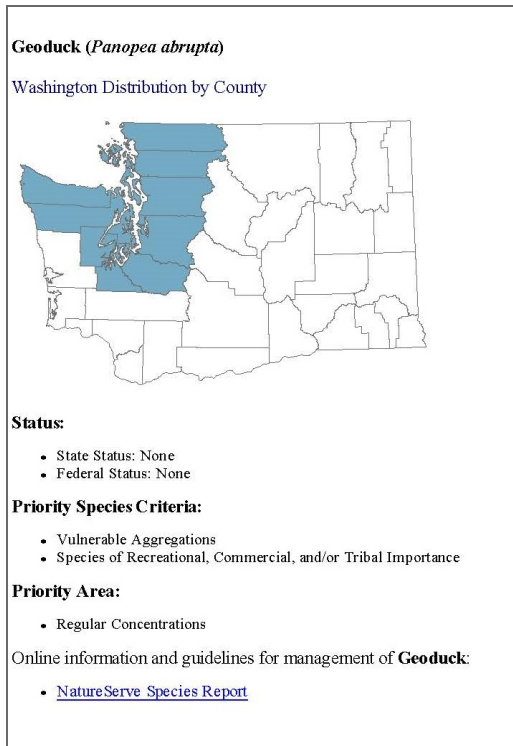 Geoduck (Panopea abrupta)
Washington Distribution by County
Status:
• State Status: None
• Federal Status: None
Priority Species Criteria:
• Vulnerable Aggregations
• Species of Recreational, Commercial, and/or Tribal Importance
Priority Area:
• Regular Concentrations
Online information and guidelines for management of Geoduck:
• NatureServe Species Report